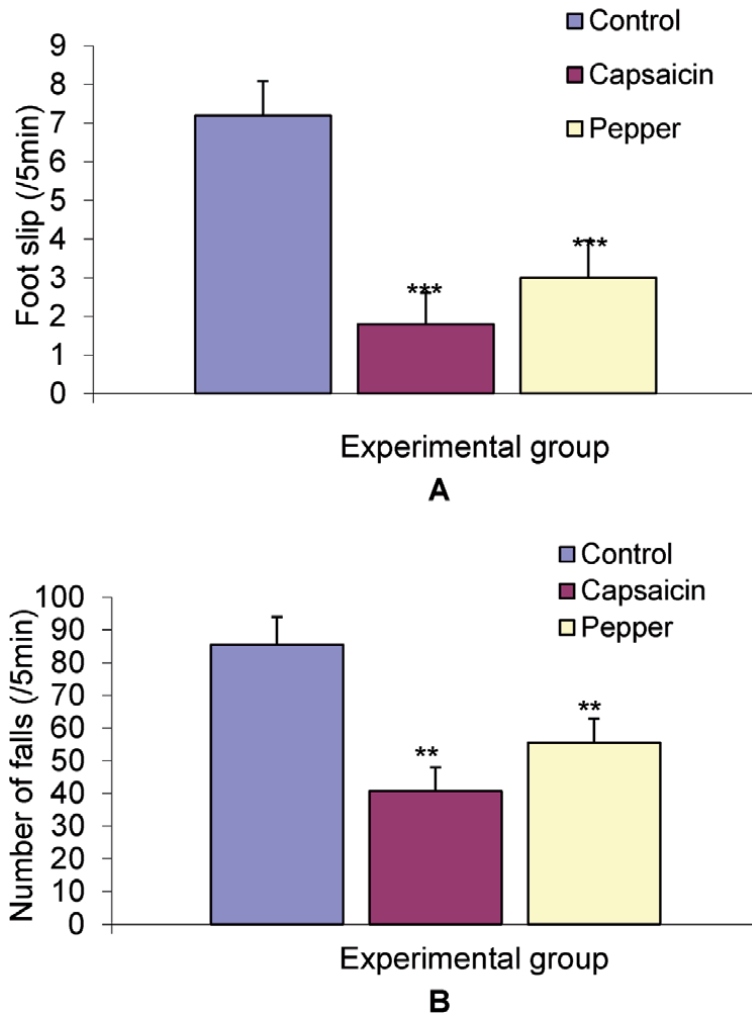 Control
Capsaicin
Pepper
Foot slip (/5min)
9
8
7
6
5
4
3
2
1
0
***
***
Experimental group
A
Control
Capsaicin
Pepper
Number of falls (/5min)
100
90
80
70
60
50
40
30
20
10
0
**
**
Experimental group
B